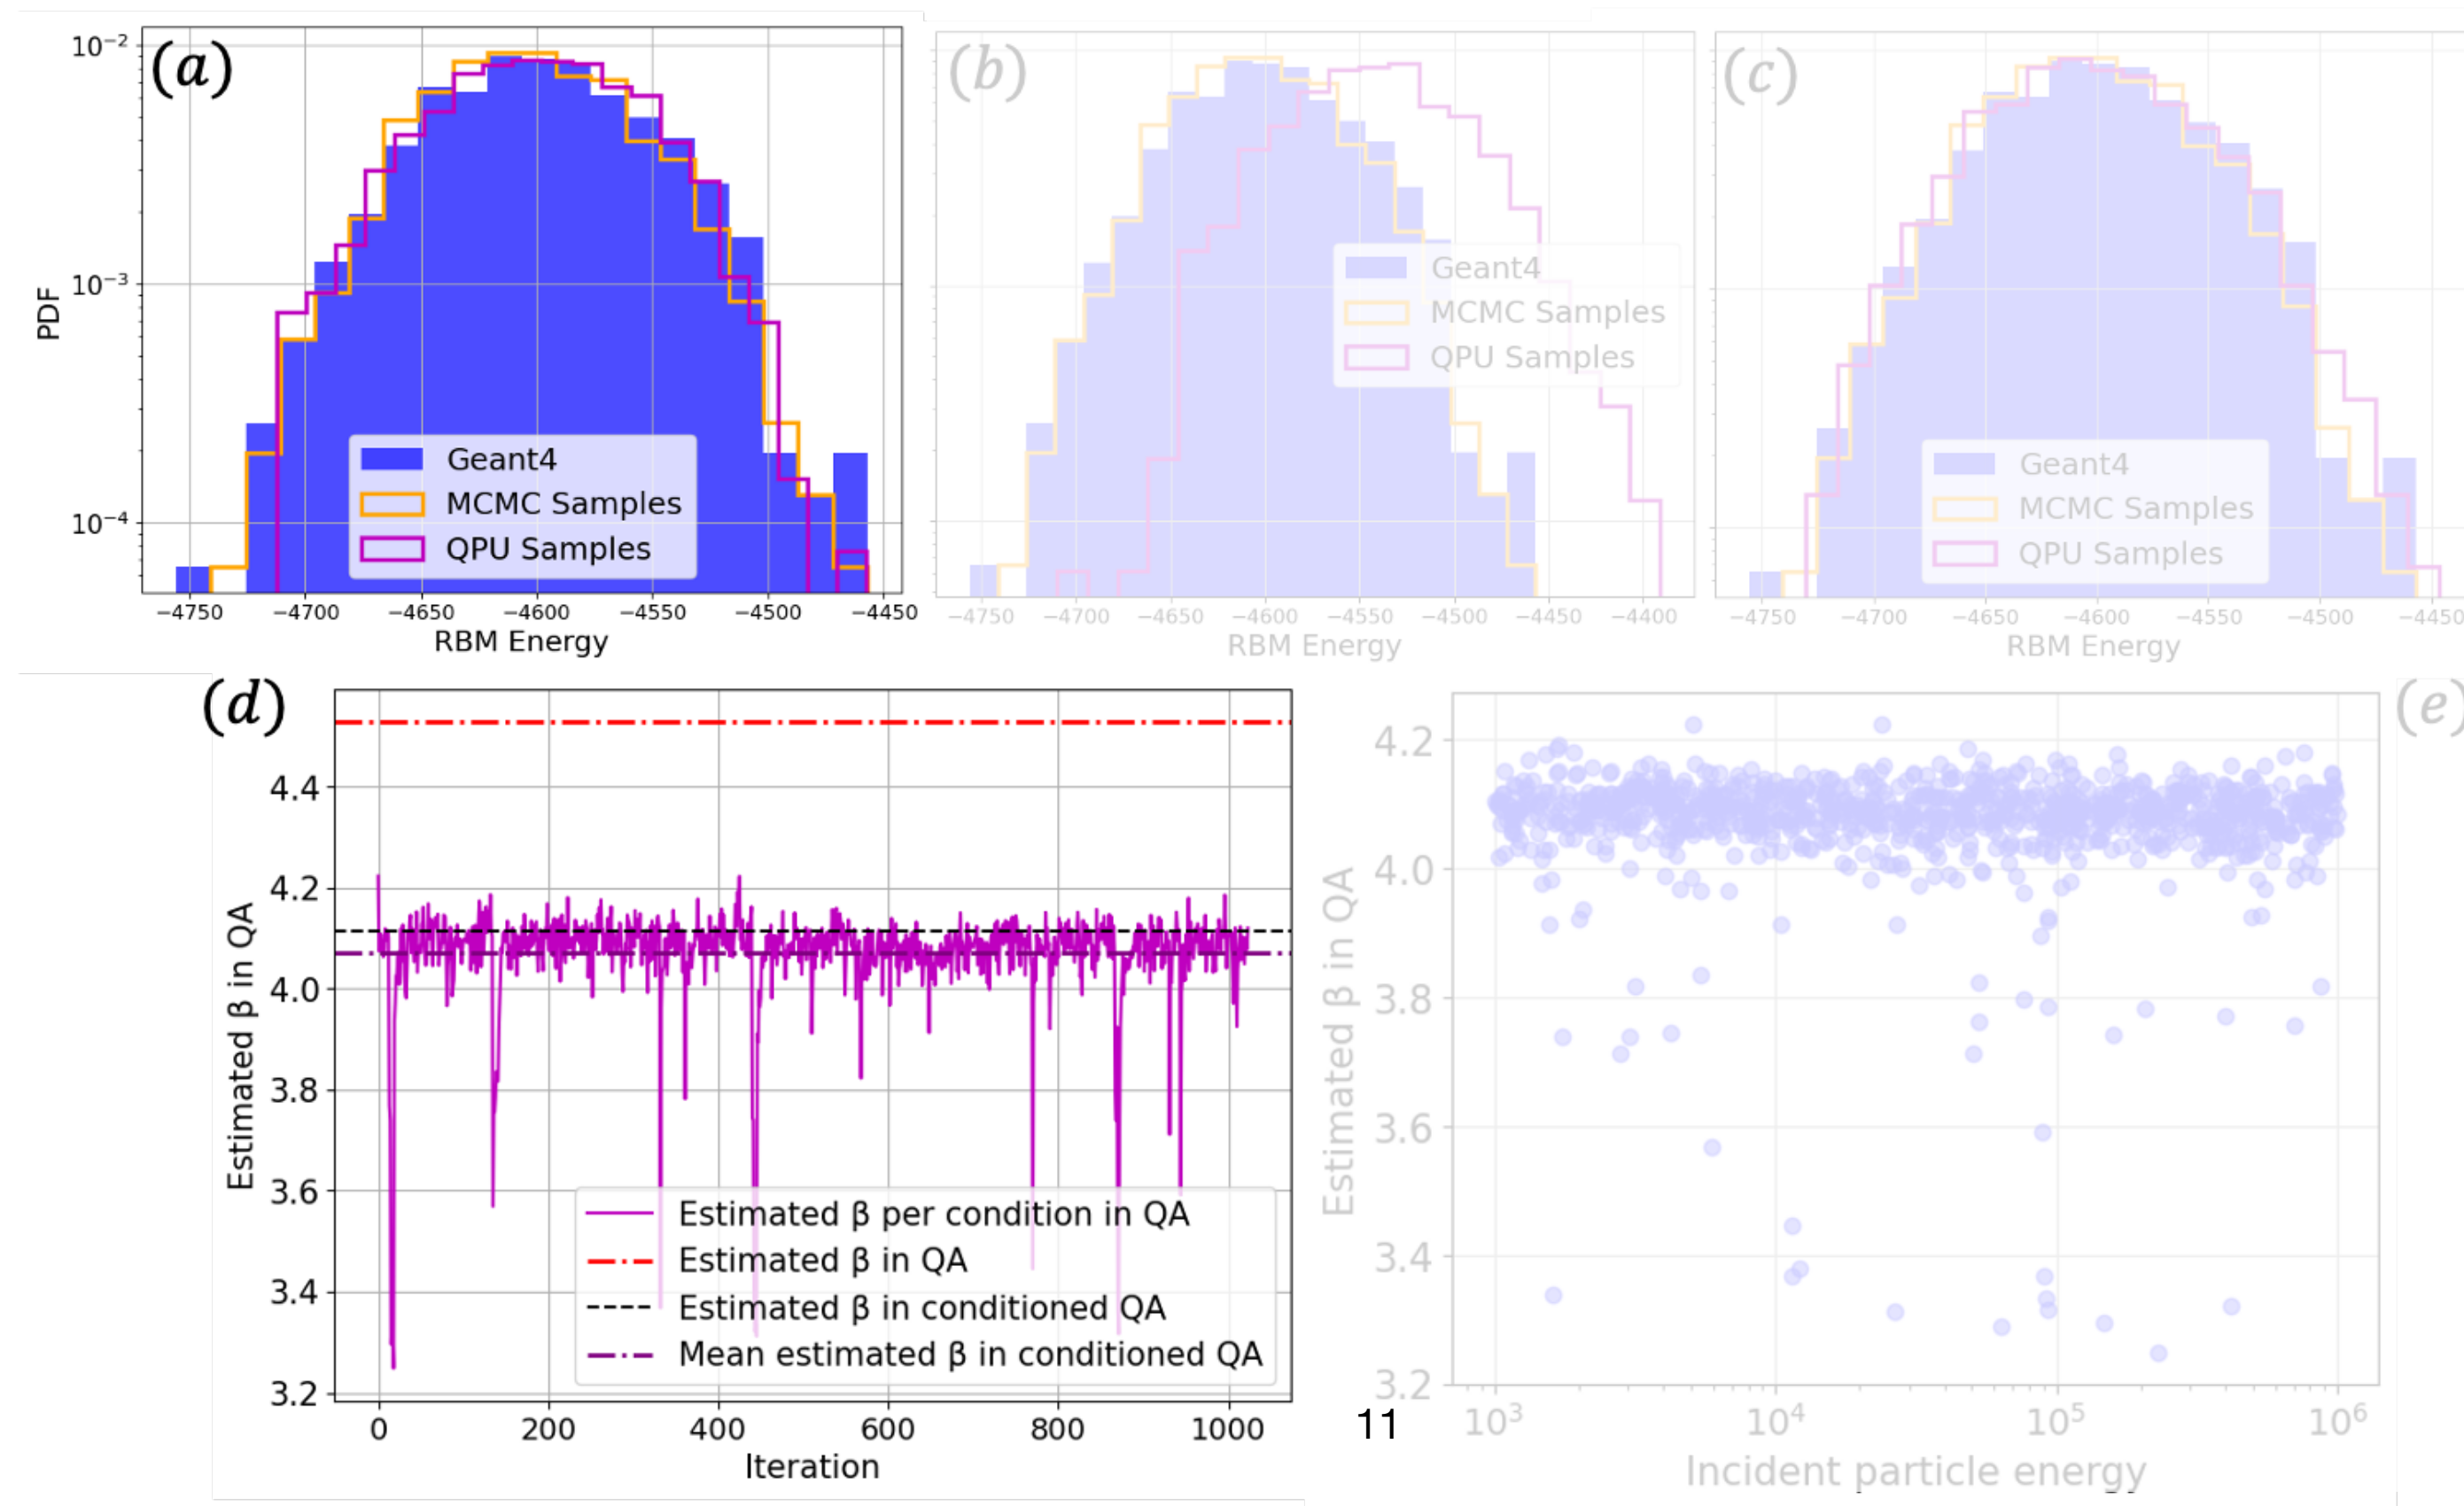 (a)
10⁻²
10⁻³
10⁻⁴
PDF
Geant4
MCMC Samples
QPU Samples
−4750 −4700 −4650 −4600 −4550 −4500 −4450
RBM Energy
(b)
Geant4
MCMC Samples
QPU Samples
−4750 −4700 −4650 −4600 −4550 −4500 −4450 −4400
RBM Energy
(c)
Geant4
MCMC Samples
QPU Samples
−4750 −4700 −4650 −4600 −4550 −4500 −4450
RBM Energy
(d)
4.4
4.2
4.0
3.8
3.6
3.4
3.2
Estimated β in QA
Estimated β per condition in QA
Estimated β in QA
Estimated β in conditioned QA
Mean estimated β in conditioned QA
0 200 400 600 800 1000
Iteration
11
(e)
4.2
4.0
3.8
3.6
3.4
3.2
Estimated β in QA
10³ 10⁴ 10⁵ 10⁶
Incident particle energy